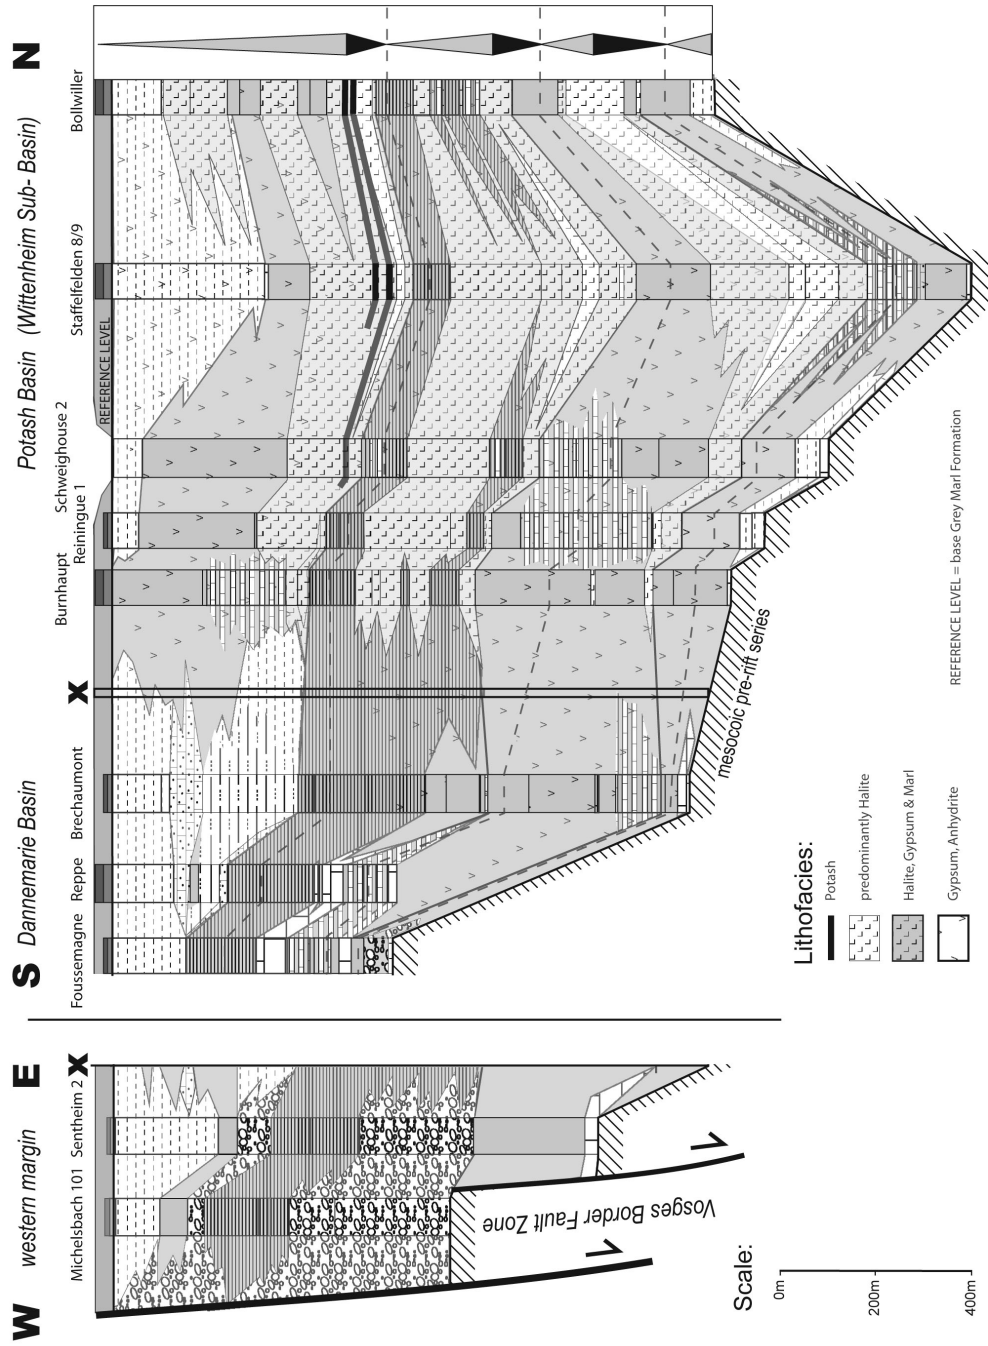 W
western margin
E
S
Dannemarie Basin
Potash Basin (Wittenheim Sub- Basin)
N
Michelsbach 101
Sentheim 2
X
Foussemagne
Reppe
Brechaumont
X
Burnhaupt
Reiningue 1
Schweighouse 2
Staffelfelden 8/9
Bollwiller
REFERENCE LEVEL
mesocoic pre-rift series
Vosges Border Fault Zone
Scale:
0m
200m
400m
Lithofacies:
Potash
predominantly Halite
Halite, Gypsum & Marl
Gypsum, Anhydrite
REFERENCE LEVEL = base Grey Marl Formation